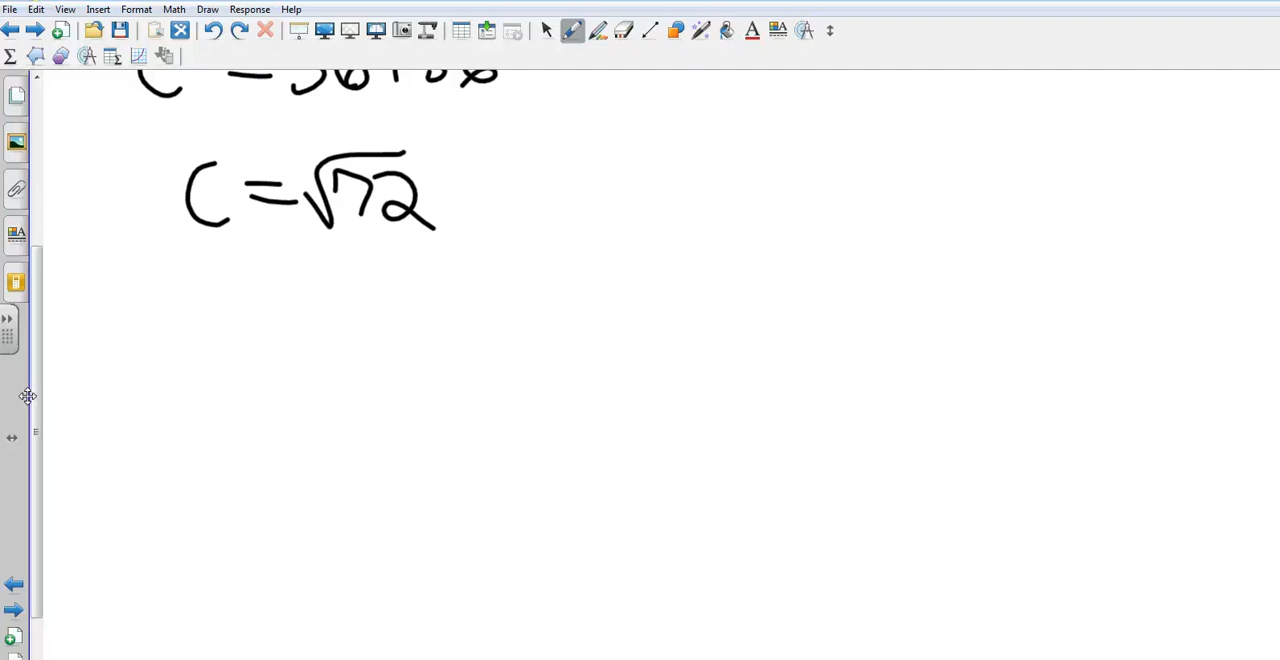 File Edit View Insert Format Math Draw Response Help
C = √72